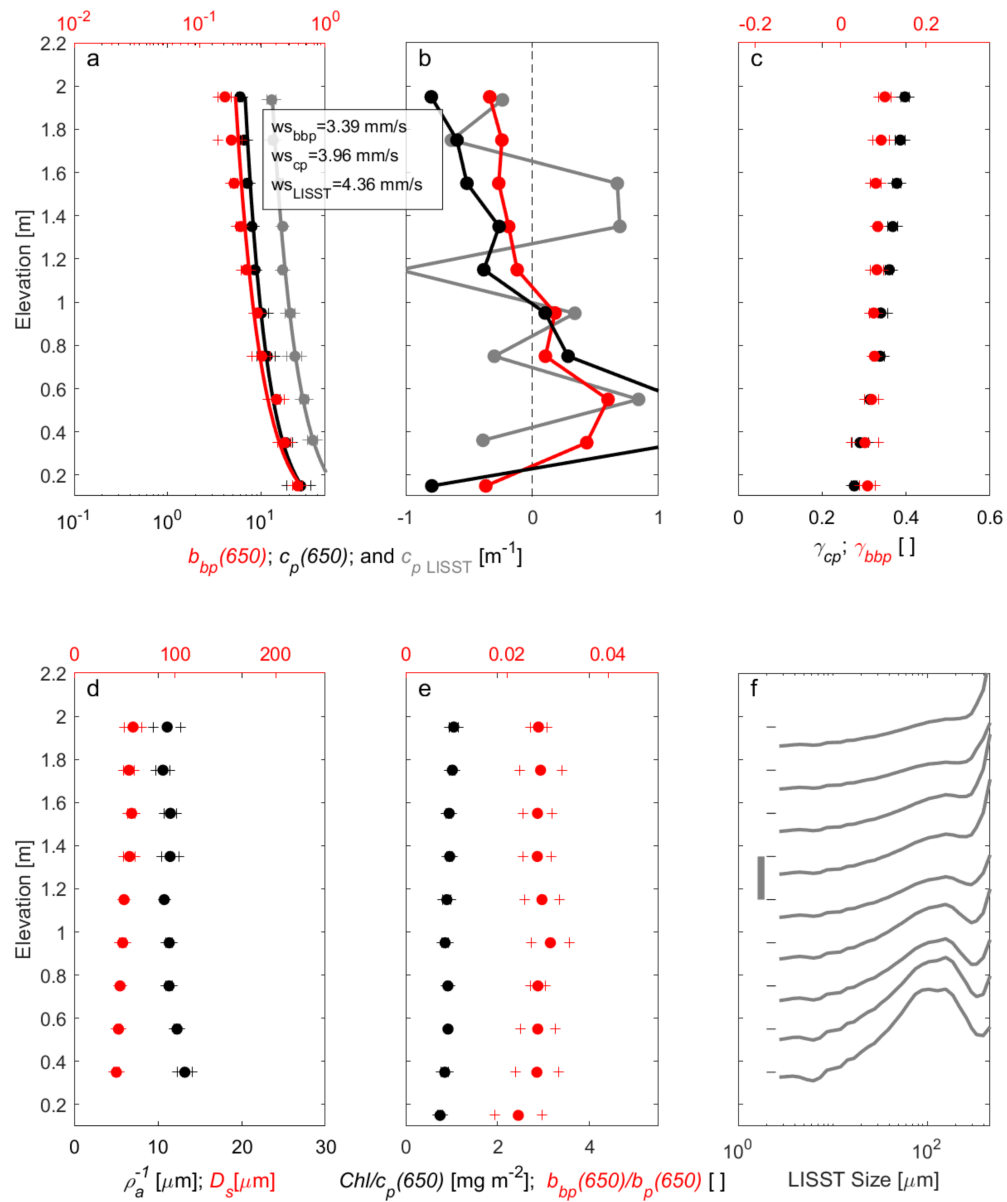 10^-2 10^-1 10^0 -0.2 0 0.2
2.2 a b c
2
1.8
1.6
1.4
1.2
1
0.8
0.6
0.4
0.2
Elevation [m]
ws_bbp=3.39 mm/s
ws_cp=3.96 mm/s
ws_LISST=4.36 mm/s
10^-1 10^0 10^1 -1 0 1 0 0.2 0.4 0.6
b_bp(650); c_p(650); and c_p LISST [m^-1] γ_cp; γ_bbp [ ]
0 100 200 0 0.02 0.04
2.2 d e f
2
1.8
1.6
1.4
1.2
1
0.8
0.6
0.4
0.2
Elevation [m]
0 10 20 30 0 2 4 10^0 10^2
ρ_a^-1 [μm]; D_s[μm] Chl/c_p(650) [mg m^-2]; b_bp(650)/b_p(650) [ ] LISST Size [μm]